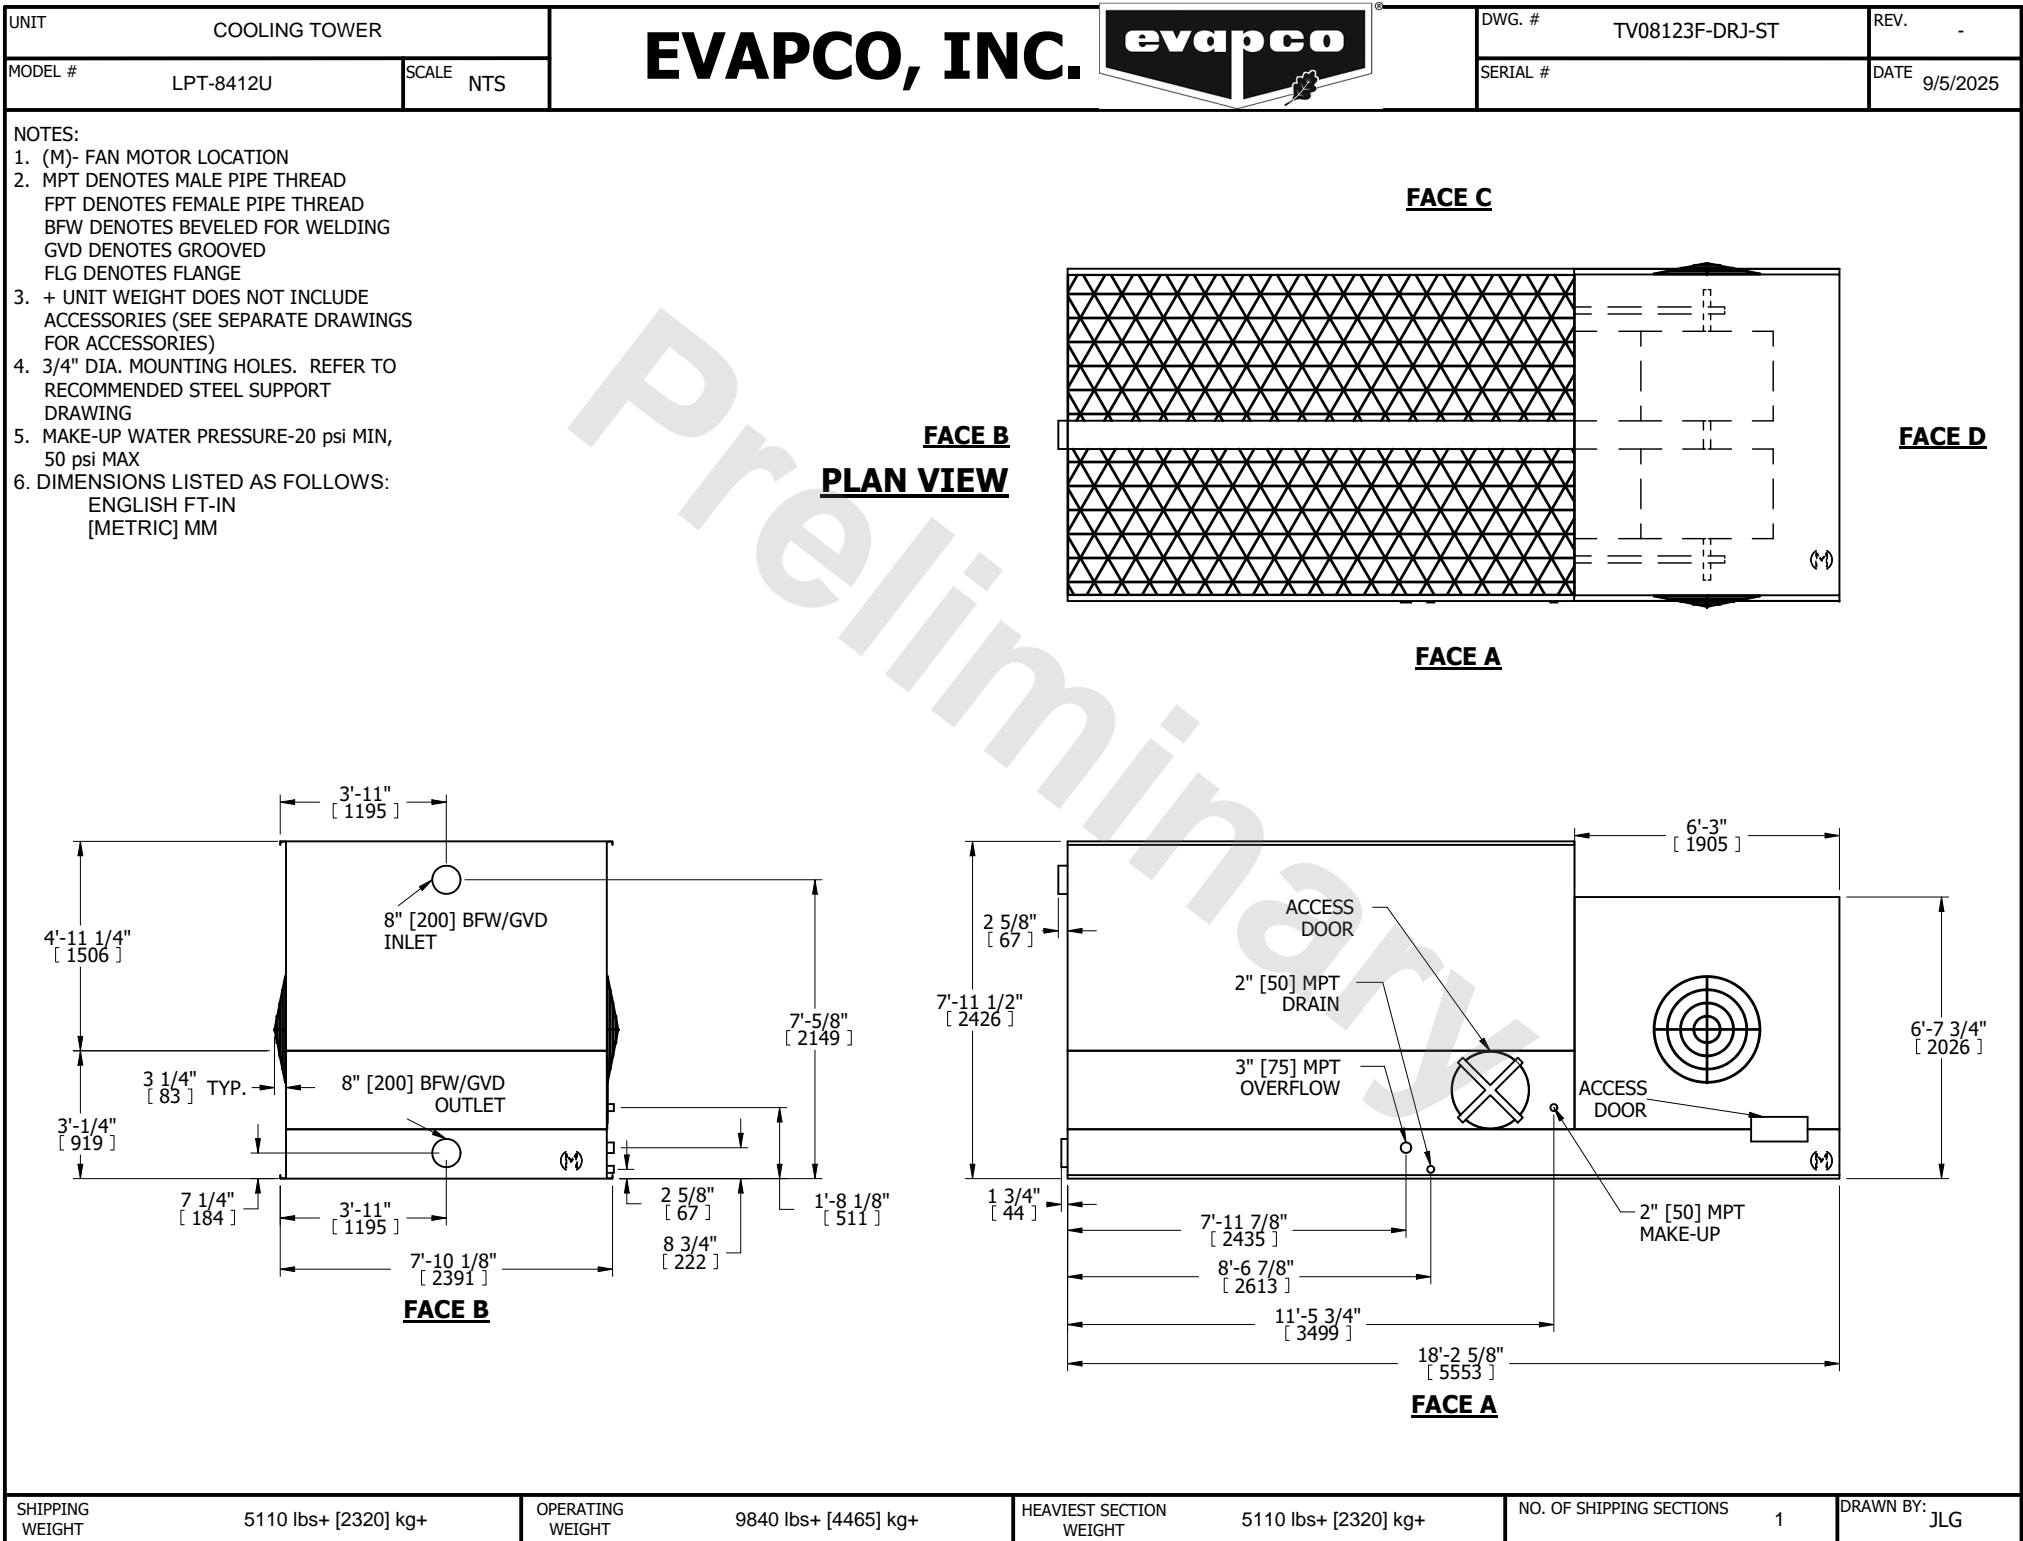 UNIT
COOLING TOWER
MODEL #
LPT-8412U
SCALE
NTS
EVAPCO, INC.
evapco
®
DWG. #
TV08123F-DRJ-ST
REV.
-
SERIAL #
DATE
9/5/2025
NOTES:
1. (M)- FAN MOTOR LOCATION
2. MPT DENOTES MALE PIPE THREAD
FPT DENOTES FEMALE PIPE THREAD
BFW DENOTES BEVELED FOR WELDING
GVD DENOTES GROOVED
FLG DENOTES FLANGE
3. + UNIT WEIGHT DOES NOT INCLUDE
ACCESSORIES (SEE SEPARATE DRAWINGS
FOR ACCESSORIES)
4. 3/4" DIA. MOUNTING HOLES. REFER TO
RECOMMENDED STEEL SUPPORT
DRAWING
5. MAKE-UP WATER PRESSURE-20 psi MIN,
50 psi MAX
6. DIMENSIONS LISTED AS FOLLOWS:
ENGLISH FT-IN
[METRIC] MM
Preliminary
FACE C
FACE B
PLAN VIEW
FACE D
(M)
FACE A
3'-11"
[ 1195 ]
8" [200] BFW/GVD
INLET
4'-11 1/4"
[ 1506 ]
7'-5/8"
[ 2149 ]
3 1/4"
[ 83 ]
TYP.
8" [200] BFW/GVD
OUTLET
3'-1/4"
[ 919 ]
(M)
7 1/4"
[ 184 ]
3'-11"
[ 1195 ]
2 5/8"
[ 67 ]
1'-8 1/8"
[ 511 ]
8 3/4"
[ 222 ]
7'-10 1/8"
[ 2391 ]
FACE B
6'-3"
[ 1905 ]
2 5/8"
[ 67 ]
ACCESS
DOOR
7'-11 1/2"
[ 2426 ]
2" [50] MPT
DRAIN
3" [75] MPT
OVERFLOW
6'-7 3/4"
[ 2026 ]
ACCESS
DOOR
(M)
1 3/4"
[ 44 ]
2" [50] MPT
MAKE-UP
7'-11 7/8"
[ 2435 ]
8'-6 7/8"
[ 2613 ]
11'-5 3/4"
[ 3499 ]
18'-2 5/8"
[ 5553 ]
FACE A
SHIPPING
WEIGHT
5110 lbs+ [2320] kg+
OPERATING
WEIGHT
9840 lbs+ [4465] kg+
HEAVIEST SECTION
WEIGHT
5110 lbs+ [2320] kg+
NO. OF SHIPPING SECTIONS
1
DRAWN BY:
JLG